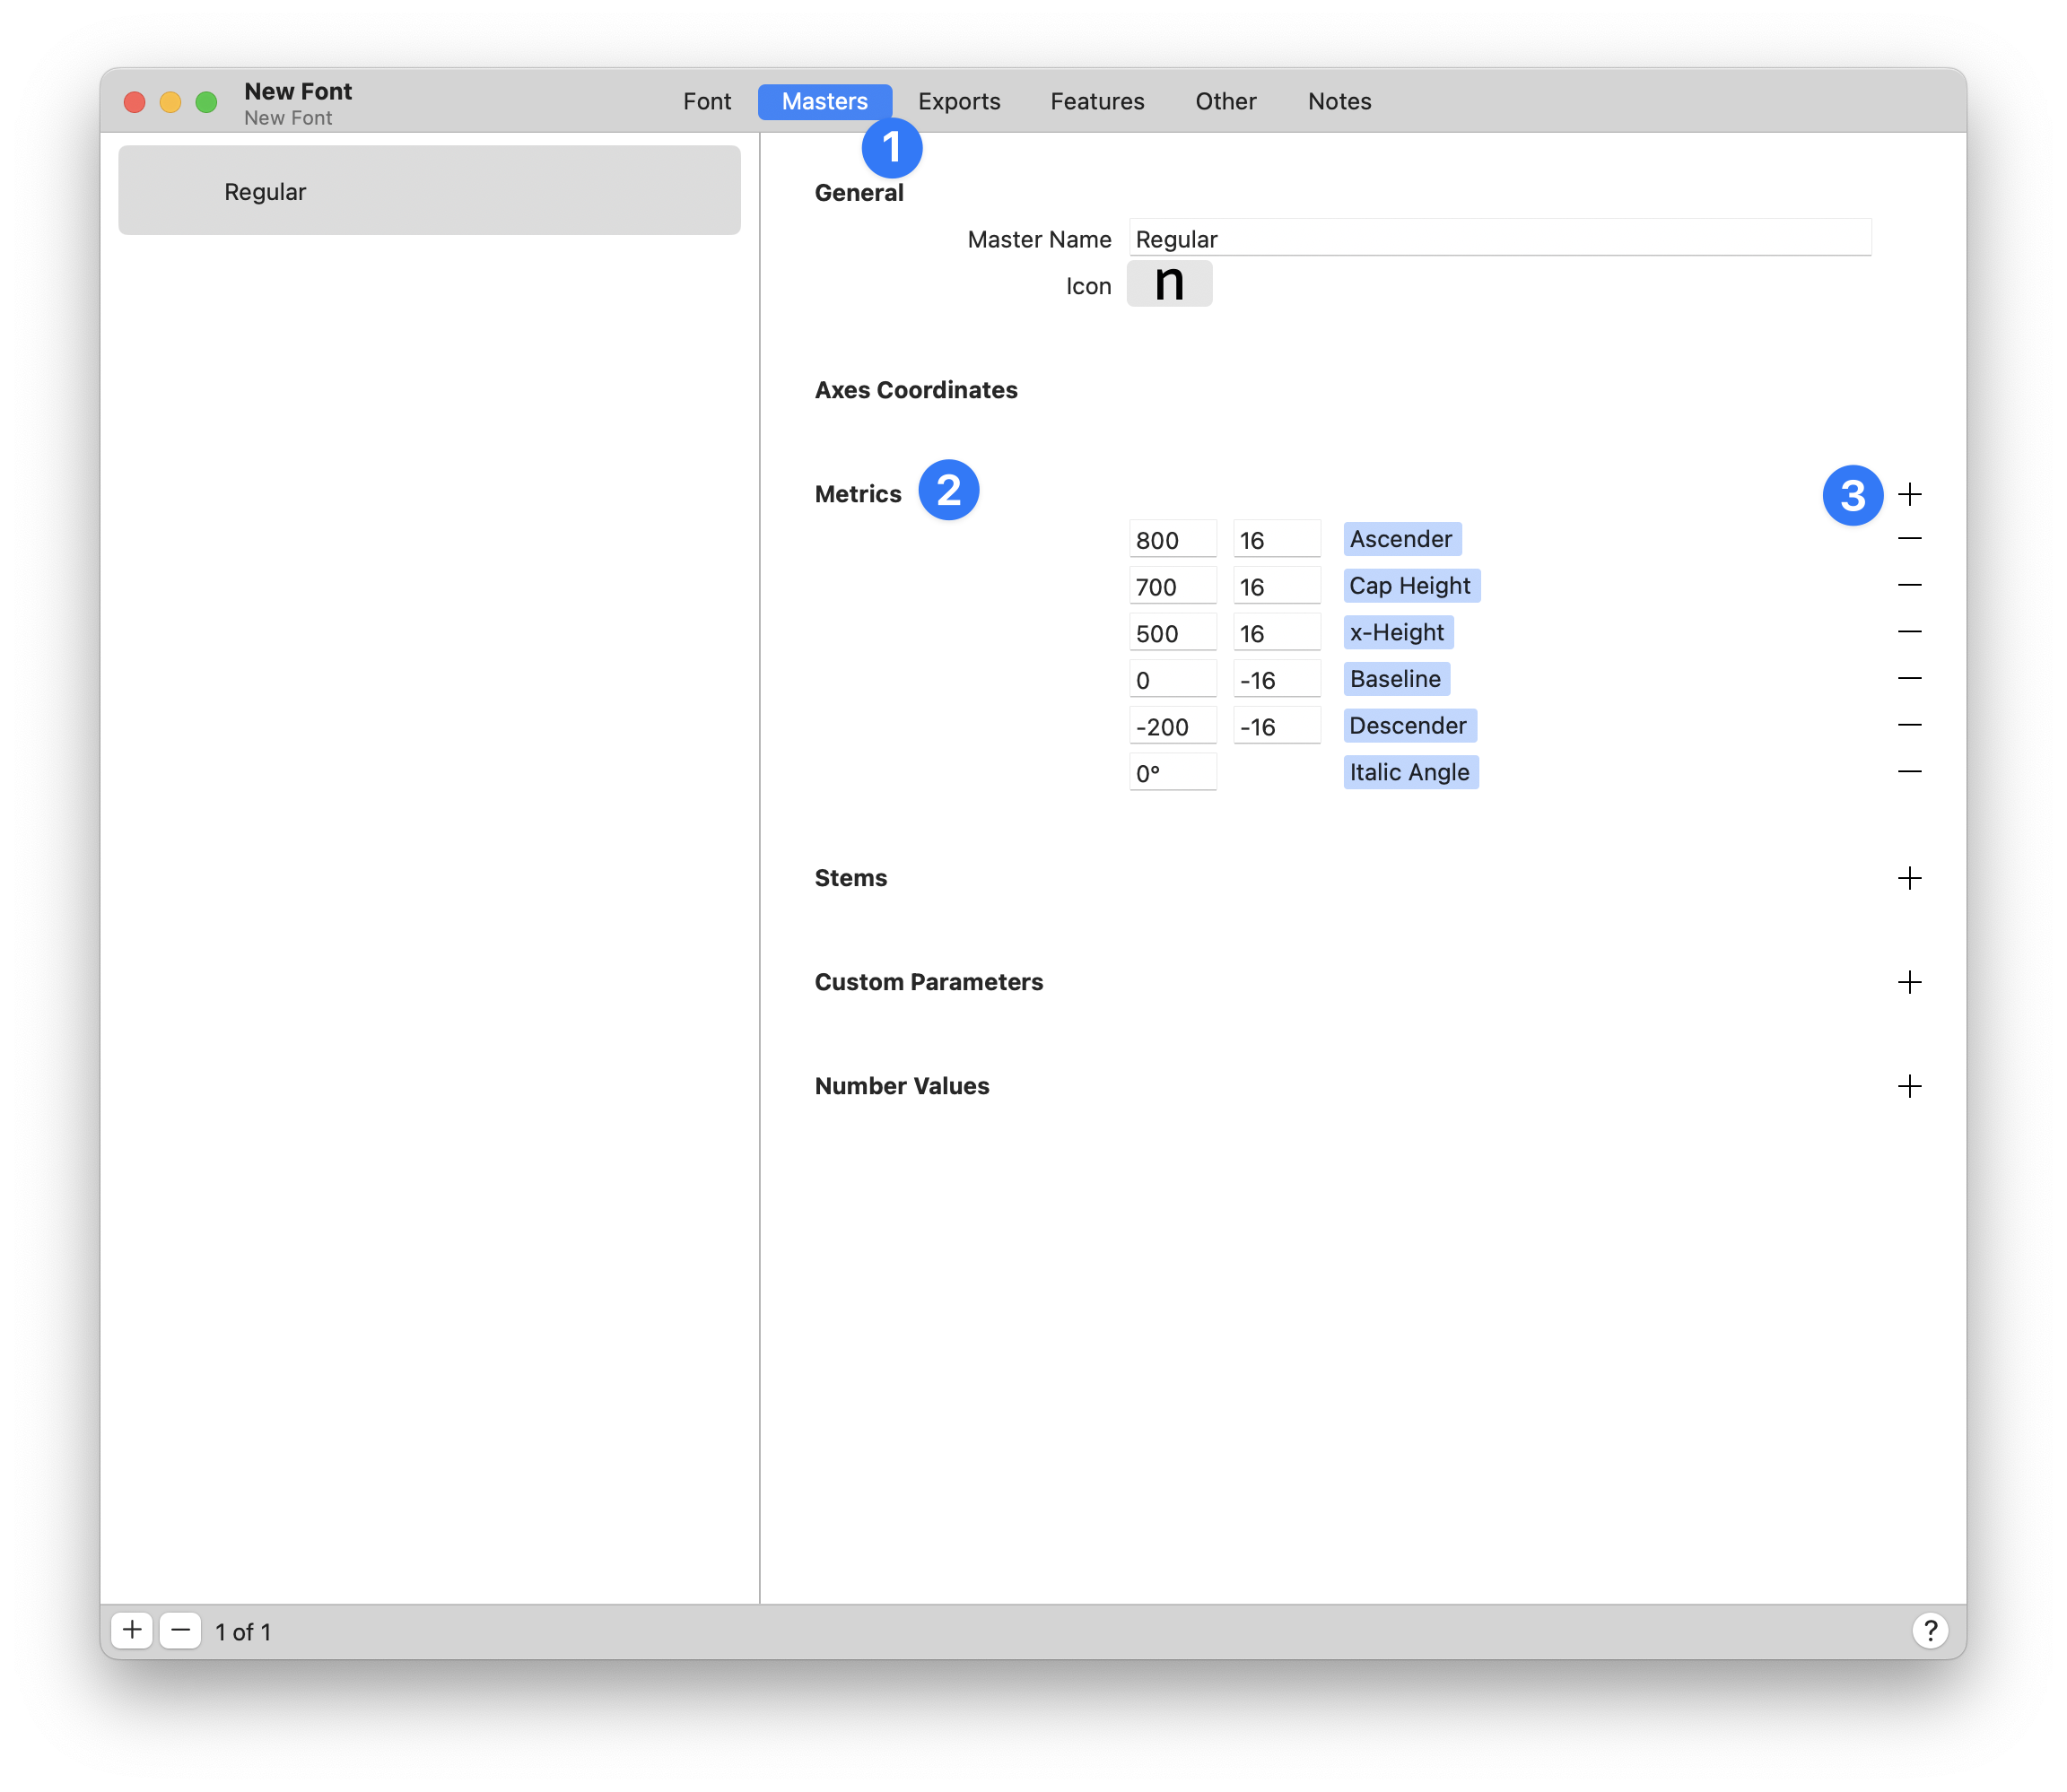 New Font
New Font
Font Masters Exports Features Other Notes
1
Regular
General
Master Name Regular
Icon n
Axes Coordinates
Metrics 2 3 +
800 16 Ascender −
700 16 Cap Height −
500 16 x-Height −
0 -16 Baseline −
-200 -16 Descender −
0° Italic Angle −
Stems +
Custom Parameters +
Number Values +
+ − 1 of 1 ?